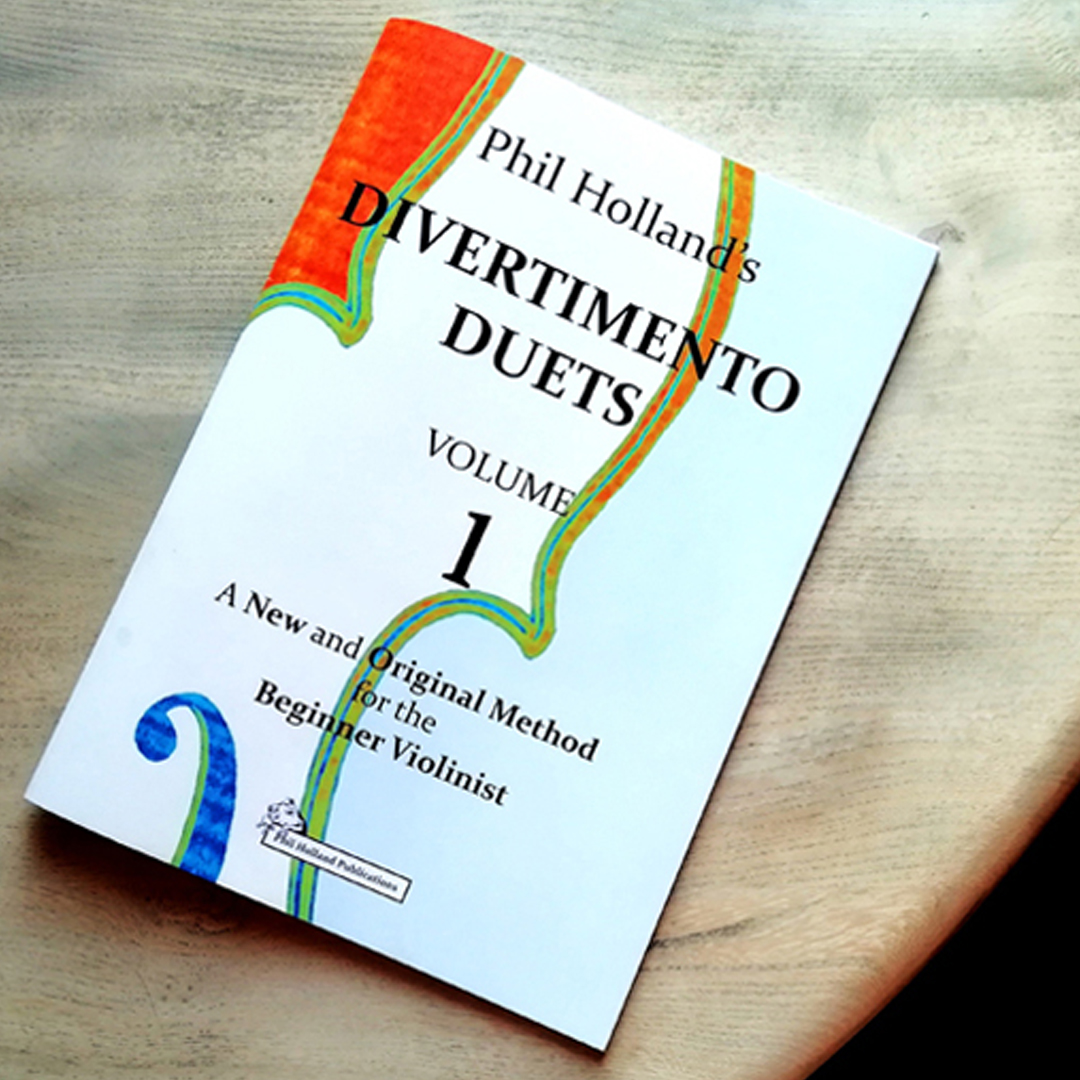 Phil Holland's
DIVERTIMENTO
DUETS
VOLUME
1
A New and Original Method
for the
Beginner Violinist
Phil Holland Publications